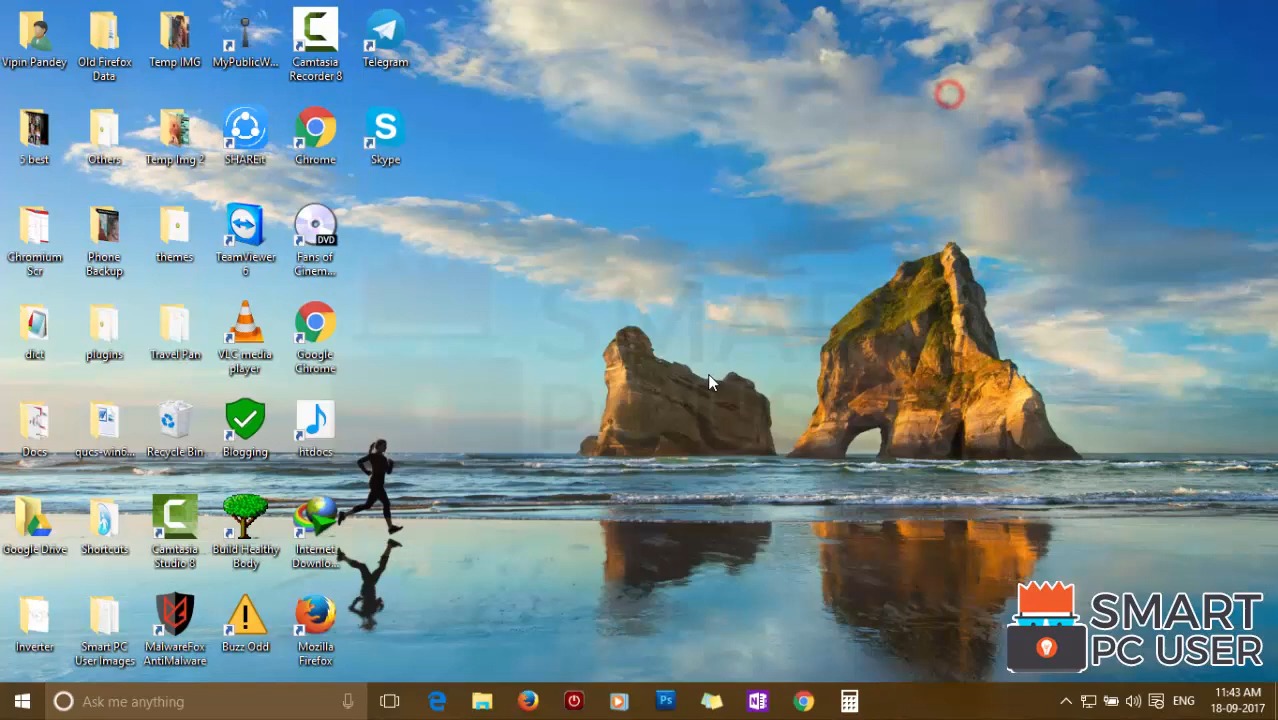 Vipin Pandey
Old Firefox
Data
Temp IMG
MyPublicW...
Camtasia
Recorder 8
Telegram
5 best
Others
Temp Img 2
SHAREit
Chrome
S
Skype
Chromium
Scr
Phone
Backup
themes
TeamViewer
6
DVD
Fans of
Cinem...
dict
plugins
Travel Pan
VLC media
player
Google
Chrome
Docs
qucs-win6...
Recycle Bin
Blogging
htdocs
Google Drive
Shortcuts
Camtasia
Studio 8
Build Healthy
Body
Internet
Downlo...
Inverter
Smart PC
User Images
MalwareFox
AntiMalware
Buzz Odd
Mozilla
Firefox
SMART
PC USER
Ask me anything
Ps
ENG
11:43 AM
18-09-2017